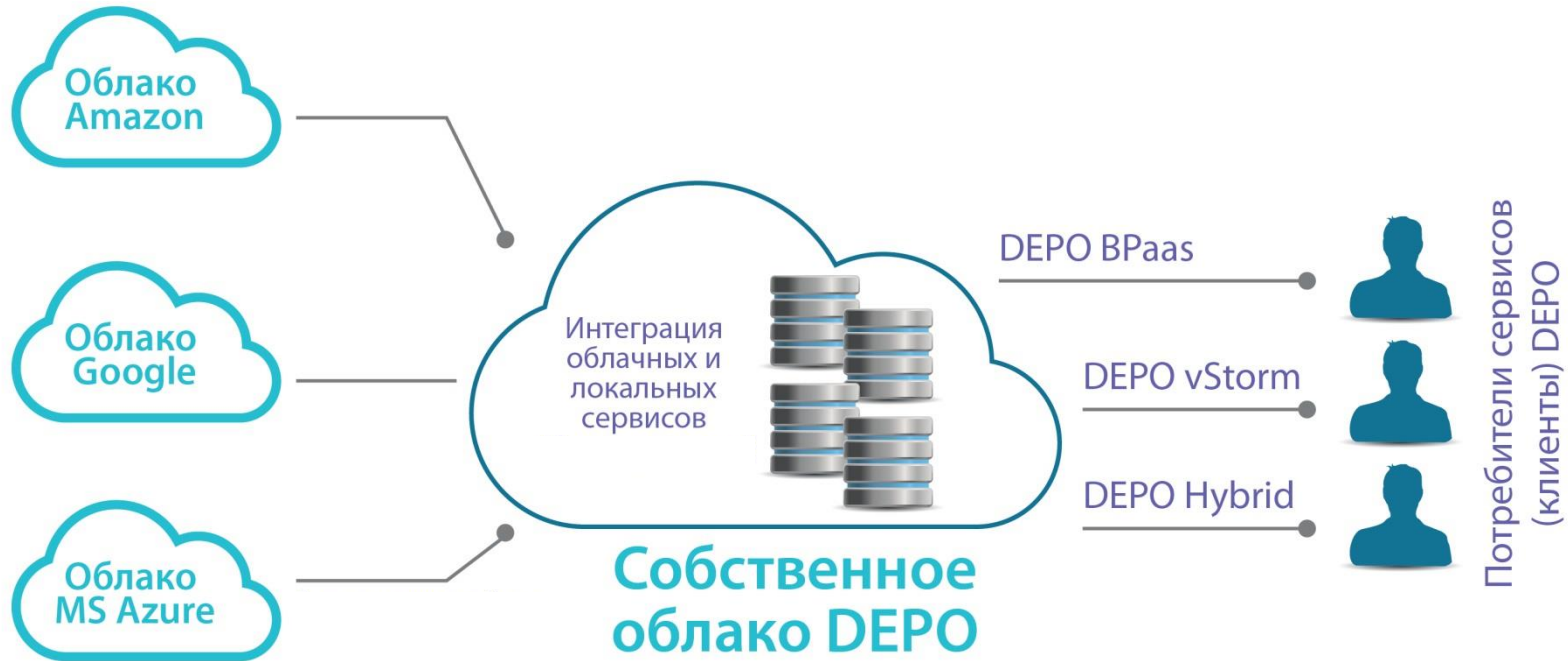 Облако
Amazon
Облако
Google
Облако
MS Azure
Интеграция
облачных и
локальных
сервисов
Собственное
облако DEPO
DEPO BPaas
DEPO vStorm
DEPO Hybrid
Потребители сервисов
(клиенты) DEPO